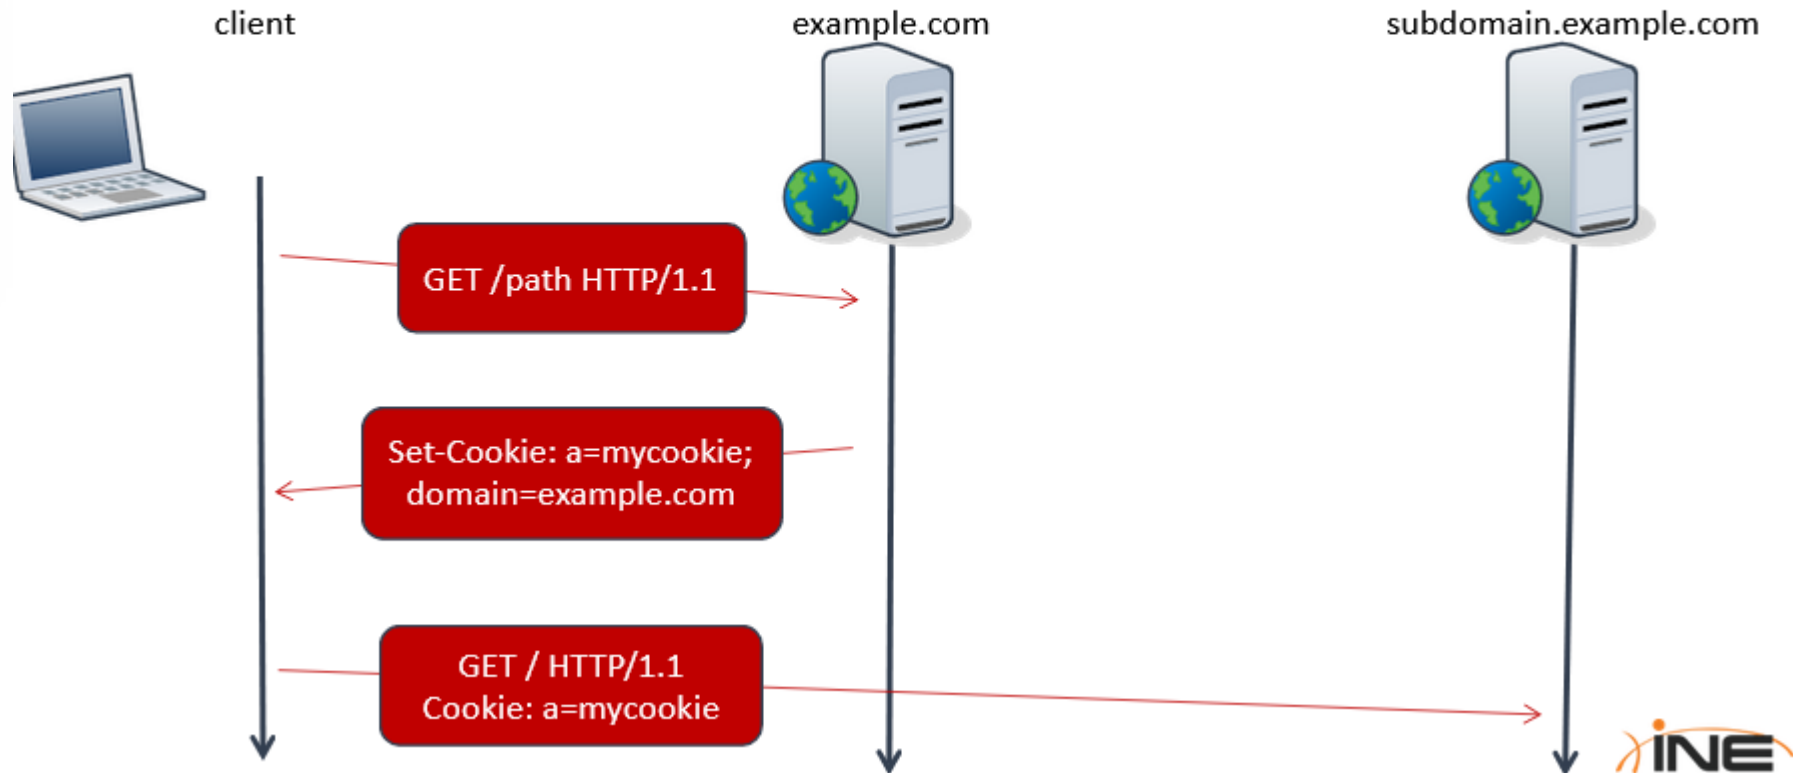 client
example.com
subdomain.example.com
GET /path HTTP/1.1
Set-Cookie: a=mycookie;
domain=example.com
GET / HTTP/1.1
Cookie: a=mycookie
iNE